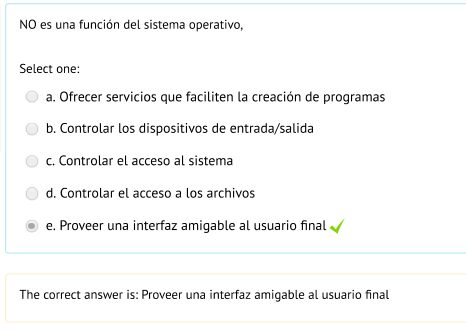 NO es una función del sistema operativo,
Select one:
a. Ofrecer servicios que faciliten la creación de programas
b. Controlar los dispositivos de entrada/salida
c. Controlar el acceso al sistema
d. Controlar el acceso a los archivos
e. Proveer una interfaz amigable al usuario final
The correct answer is: Proveer una interfaz amigable al usuario final